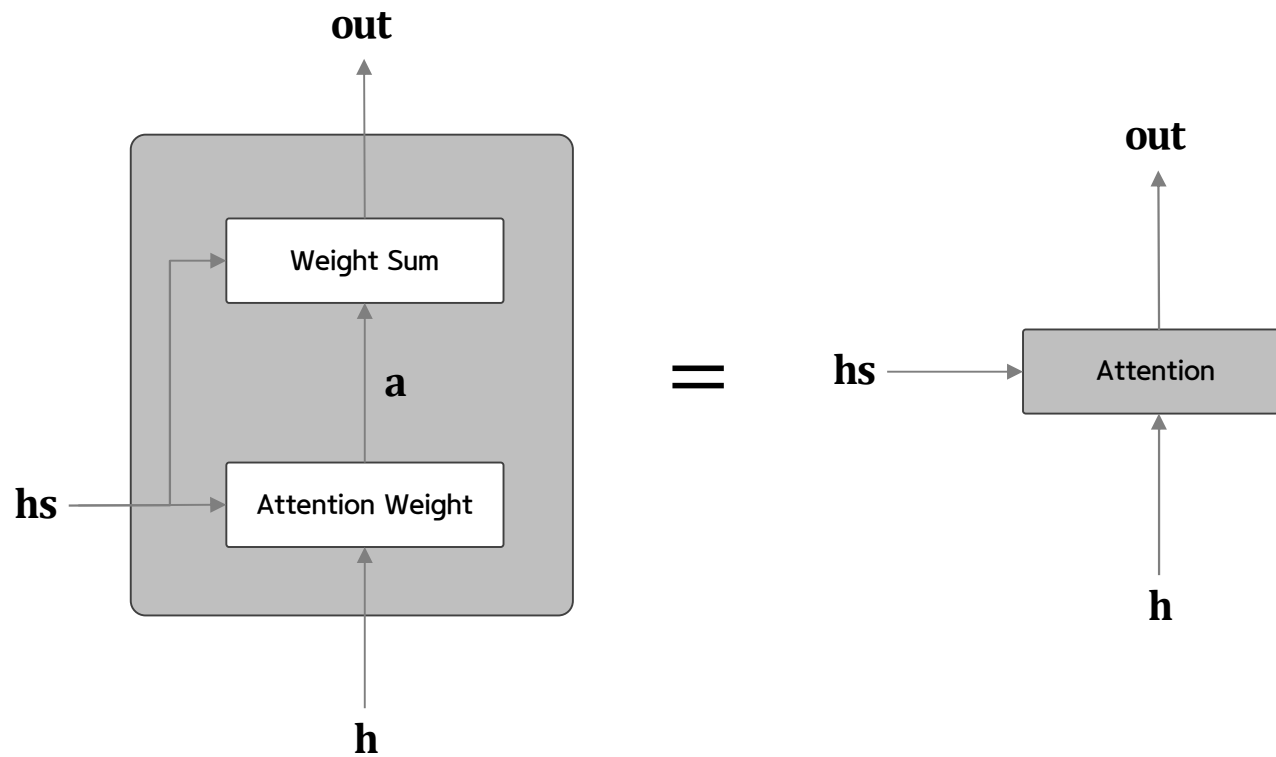 out
Weight Sum
a
hs
Attention Weight
h
=
out
hs
Attention
h